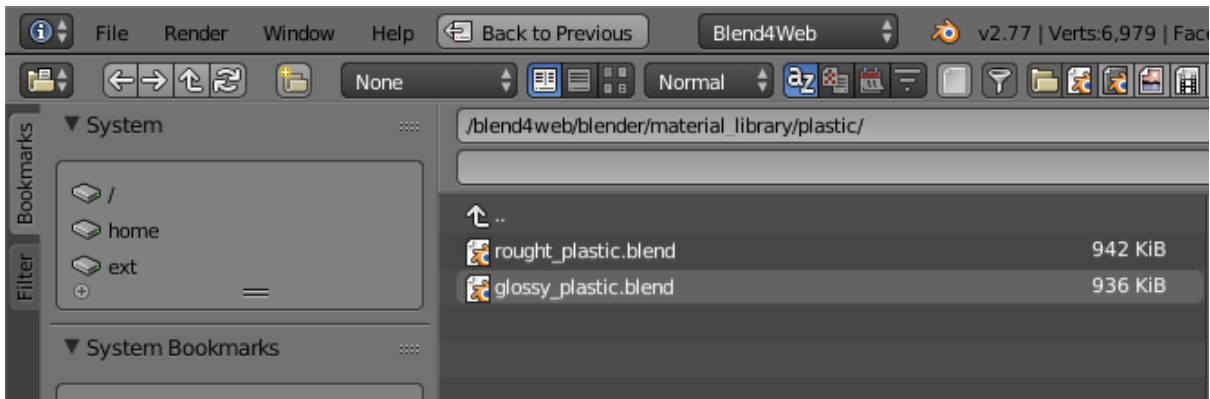 File Render Window Help Back to Previous Blend4Web v2.77 | Verts:6,979 |
None Normal az
Bookmarks
Filter
System
/
home
ext
System Bookmarks
/blend4web/blender/material_library/plastic/
..
rought_plastic.blend 942 KiB
glossy_plastic.blend 936 KiB